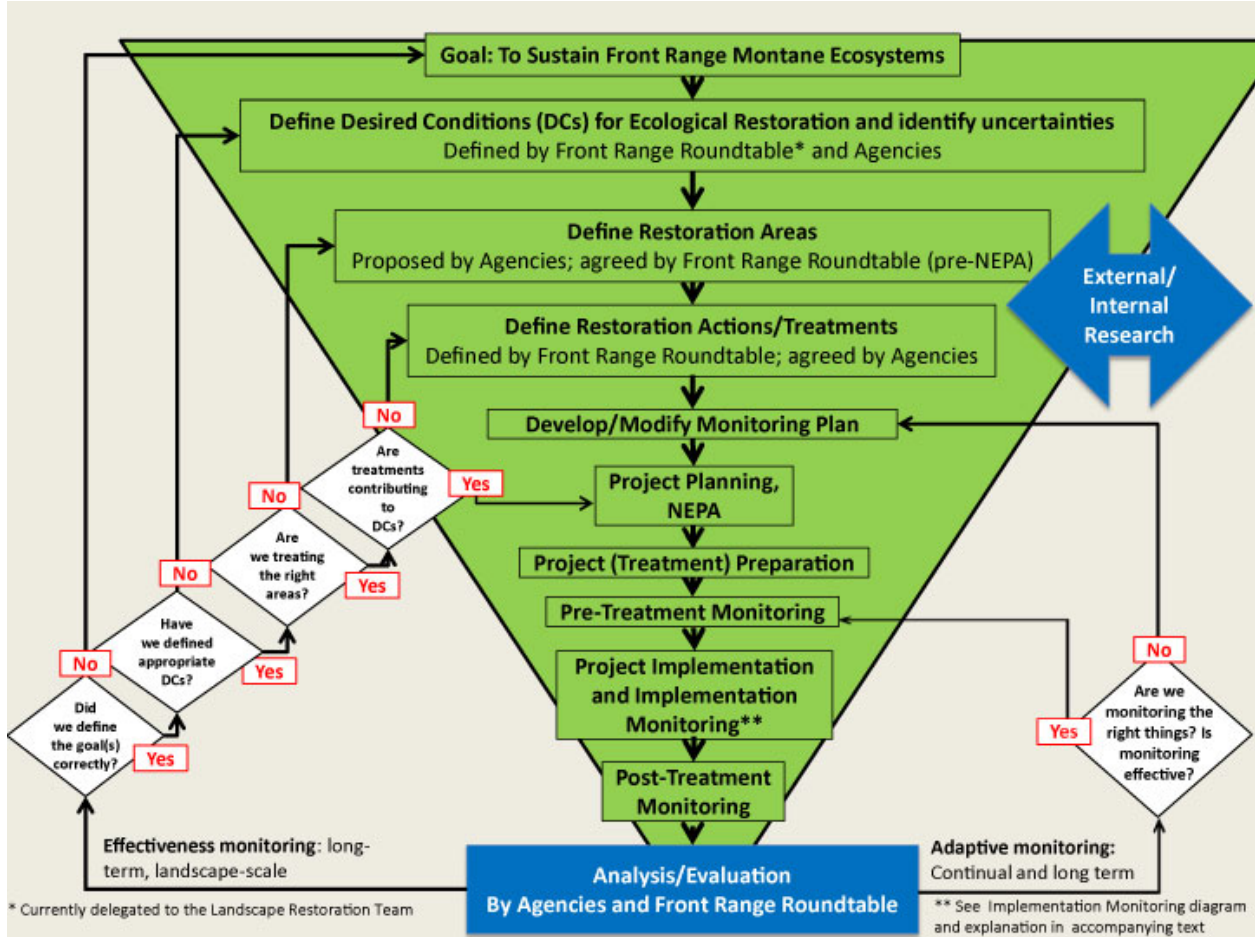 Goal: To Sustain Front Range Montane Ecosystems
Define Desired Conditions (DCs) for Ecological Restoration and identify uncertainties
Defined by Front Range Roundtable* and Agencies
Define Restoration Areas
Proposed by Agencies; agreed by Front Range Roundtable (pre-NEPA)
External/
Internal
Research
Define Restoration Actions/Treatments
Defined by Front Range Roundtable; agreed by Agencies
Develop/Modify Monitoring Plan
Project Planning,
NEPA
Project (Treatment) Preparation
Pre-Treatment Monitoring
Project Implementation
and Implementation
Monitoring**
Post-Treatment
Monitoring
Analysis/Evaluation
By Agencies and Front Range Roundtable
No
Are
treatments
contributing
to
DCs?
Yes
No
Are
we treating
the right
areas?
Yes
No
Have
we defined
appropriate
DCs?
Yes
No
Did
we define
the goal(s)
correctly?
Yes
No
Are we
monitoring the
right things? Is
monitoring
effective?
Yes
Effectiveness monitoring: long-
term, landscape-scale
Adaptive monitoring:
Continual and long term
* Currently delegated to the Landscape Restoration Team
** See Implementation Monitoring diagram
and explanation in accompanying text